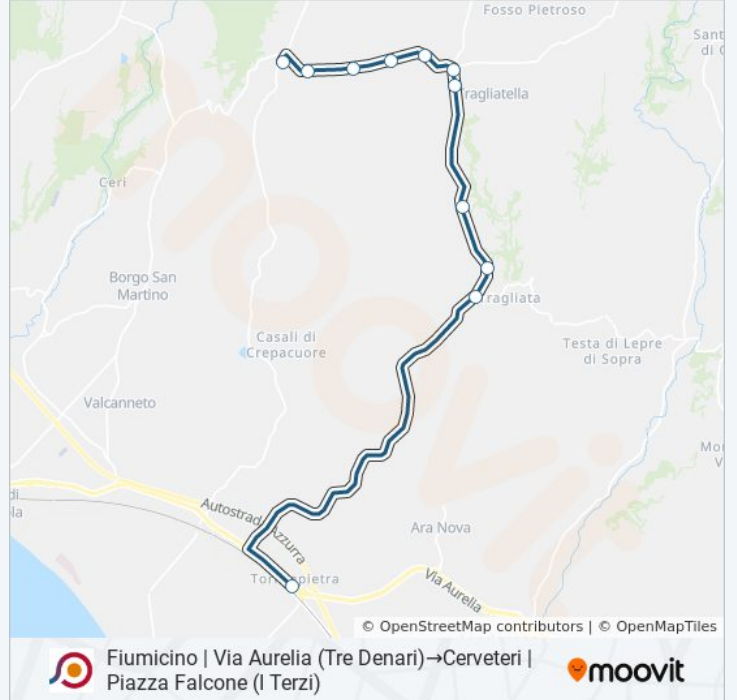 Fosso Pietroso
Sant
di
Tragliatella
Ceri
Borgo San
Martino
Tragliata
Casali di
Crepacuore
Testa di Lepre
di Sopra
Valcanneto
Mo
V
di
la
Autostrada Azzurra
Ara Nova
Torrimpietra
Via Aurelia
© OpenStreetMap contributors | © OpenMapTiles
Fiumicino | Via Aurelia (Tre Denari)→Cerveteri |
Piazza Falcone (I Terzi)
moovit
moovit